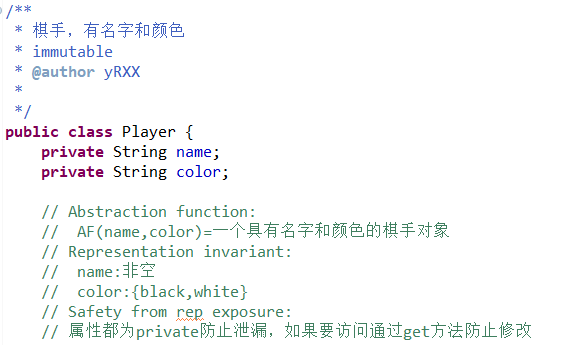 /**
 * 棋手，有名字和颜色
 * immutable
 * @author yRXX
 *
 */
public class Player {
    private String name;
    private String color;

    // Abstraction function:
    //  AF(name,color)=一个具有名字和颜色的棋手对象
    // Representation invariant:
    //  name:非空
    //  color:{black,white}
    // Safety from rep exposure:
    // 属性都为private防止泄漏，如果要访问通过get方法防止修改